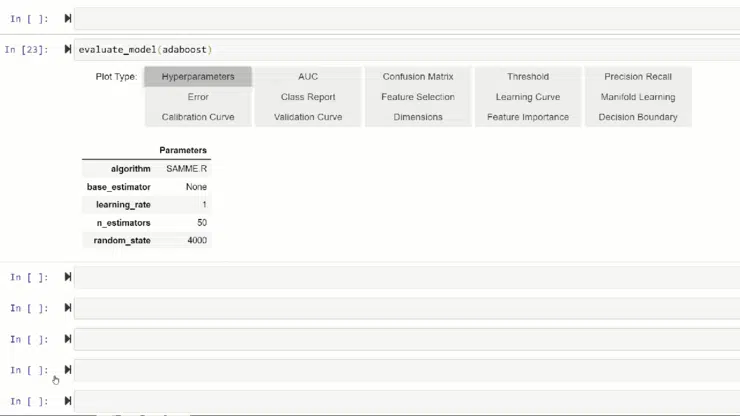 In [ ]:
In [23]: evaluate_model(adaboost)
Plot Type: Hyperparameters AUC Confusion Matrix Threshold Precision Recall
Error Class Report Feature Selection Learning Curve Manifold Learning
Calibration Curve Validation Curve Dimensions Feature Importance Decision Boundary
Parameters
algorithm SAMME.R
base_estimator None
learning_rate 1
n_estimators 50
random_state 4000
In [ ]:
In [ ]:
In [ ]:
In [ ]:
In [ ]: